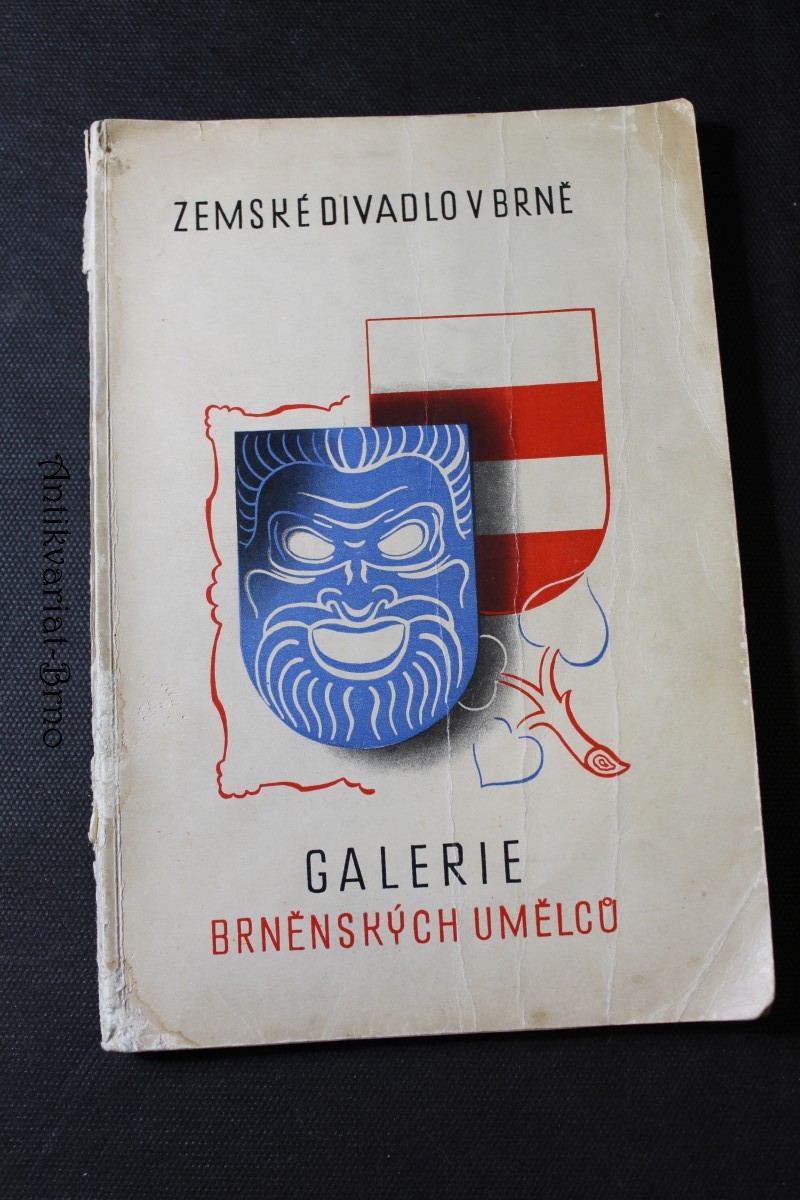 ZEMSKÉ DIVADLO V BRNĚ
GALERIE
BRNĚNSKÝCH UMĚLCŮ
Antikvariat-Brno